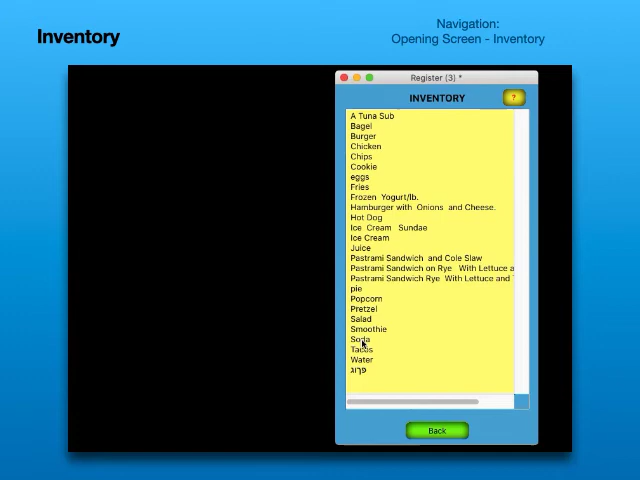 Inventory
Navigation:
Opening Screen - Inventory
Register (3) *
INVENTORY
?
A Tuna Sub
Bagel
Burger
Chicken
Chips
Cookie
eggs
Fries
Frozen Yogurt/lb.
Hamburger with Onions and Cheese.
Hot Dog
Ice Cream Sundae
Ice Cream
Juice
Pastrami Sandwich and Cole Slaw
Pastrami Sandwich on Rye With Lettuce a
Pastrami Sandwich Rye With Lettuce and T
pie
Popcorn
Pretzel
Salad
Smoothie
Soda
Tacos
Water
Back